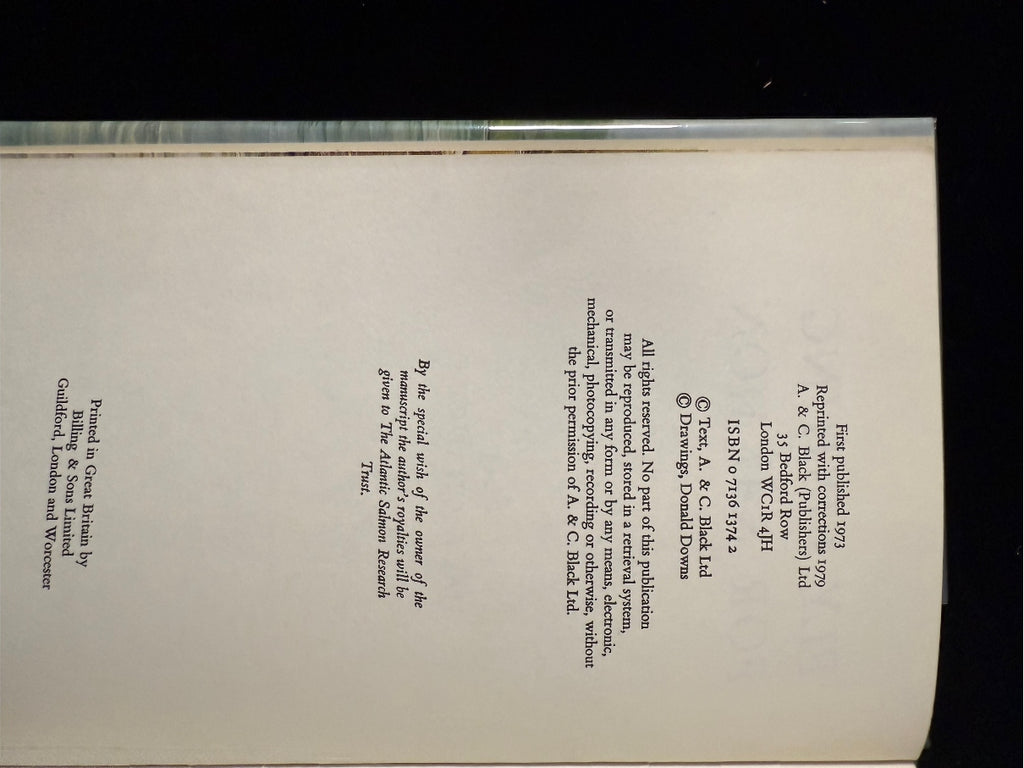 First published 1973
Reprinted with corrections 1979
A. & C. Black (Publishers) Ltd
35 Bedford Row
London WC1R 4JH
ISBN 0 7136 1374 2
© Text, A. & C. Black Ltd
© Drawings, Donald Downs
All rights reserved. No part of this publication
may be reproduced, stored in a retrieval system,
or transmitted in any form or by any means, electronic,
mechanical, photocopying, recording or otherwise, without
the prior permission of A. & C. Black Ltd.
By the special wish of the owner of the
manuscript the author's royalties will be
given to The Atlantic Salmon Research
Trust.
Printed in Great Britain by
Billing & Sons Limited
Guildford, London and Worcester